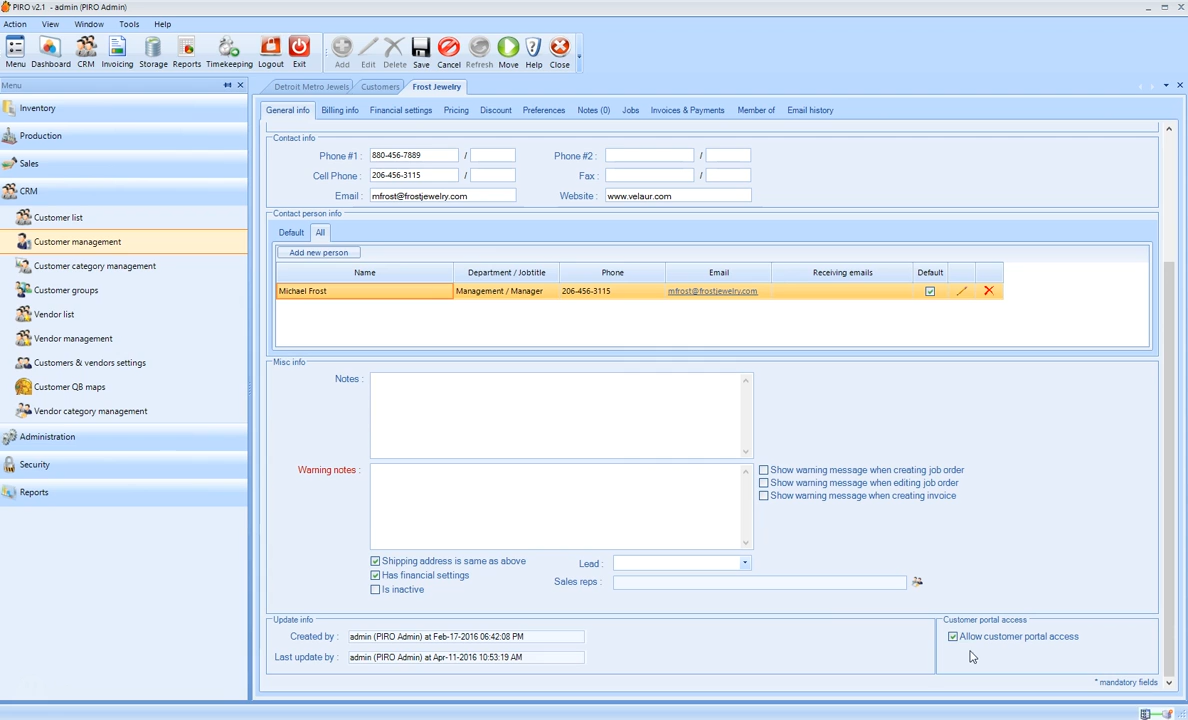 PIRO v2.1 - admin (PIRO Admin)
Action View Window Tools Help
Menu Dashboard CRM Invoicing Storage Reports Timekeeping Logout Exit Add Edit Delete Save Cancel Refresh Move Help Close
Menu
Detroit Metro Jewels Customers Frost Jewelry
General info Billing info Financial settings Pricing Discount Preferences Notes (0) Jobs Invoices & Payments Member of Email history
Inventory
Production
Sales
CRM
Customer list
Customer management
Customer category management
Customer groups
Vendor list
Vendor management
Customers & vendors settings
Customer QB maps
Vendor category management
Administration
Security
Reports
Contact info
Phone #1 : 880-456-7889 / Phone #2 : /
Cell Phone : 206-456-3115 / Fax : /
Email : mfrost@frostjewelry.com Website : www.velaur.com
Contact person info
Default All
Add new person
Name Department / Jobtitle Phone Email Receiving emails Default
Michael Frost Management / Manager 206-456-3115 mfrost@frostjewelry.com
Misc info
Notes :
Warning notes :
Show warning message when creating job order
Show warning message when editing job order
Show warning message when creating invoice
Shipping address is same as above Lead :
Has financial settings Sales reps :
Is inactive
Update info Customer portal access
Created by : admin (PIRO Admin) at Feb-17-2016 06:42:08 PM Allow customer portal access
Last update by : admin (PIRO Admin) at Apr-11-2016 10:53:19 AM
* mandatory fields